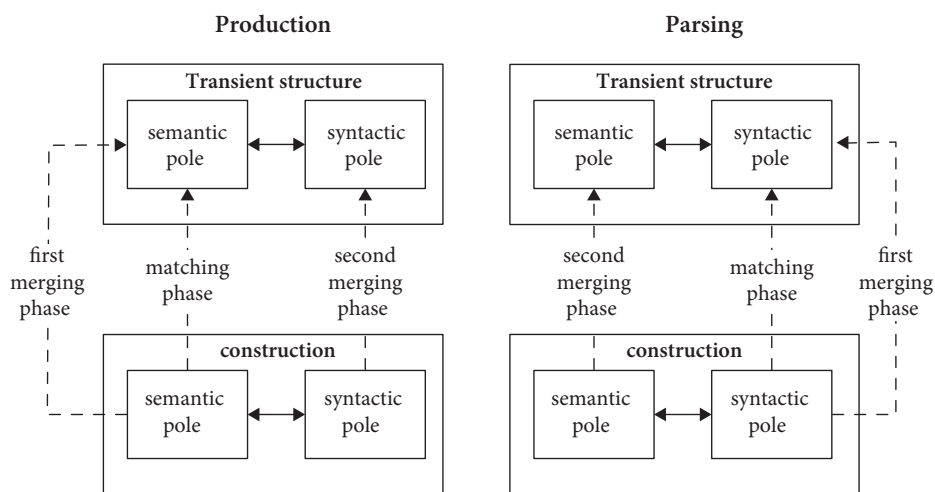 Production
Transient structure
semantic
pole
syntactic
pole
first
merging
phase
matching
phase
second
merging
phase
construction
semantic
pole
syntactic
pole
Parsing
Transient structure
semantic
pole
syntactic
pole
second
merging
phase
matching
phase
first
merging
phase
construction
semantic
pole
syntactic
pole